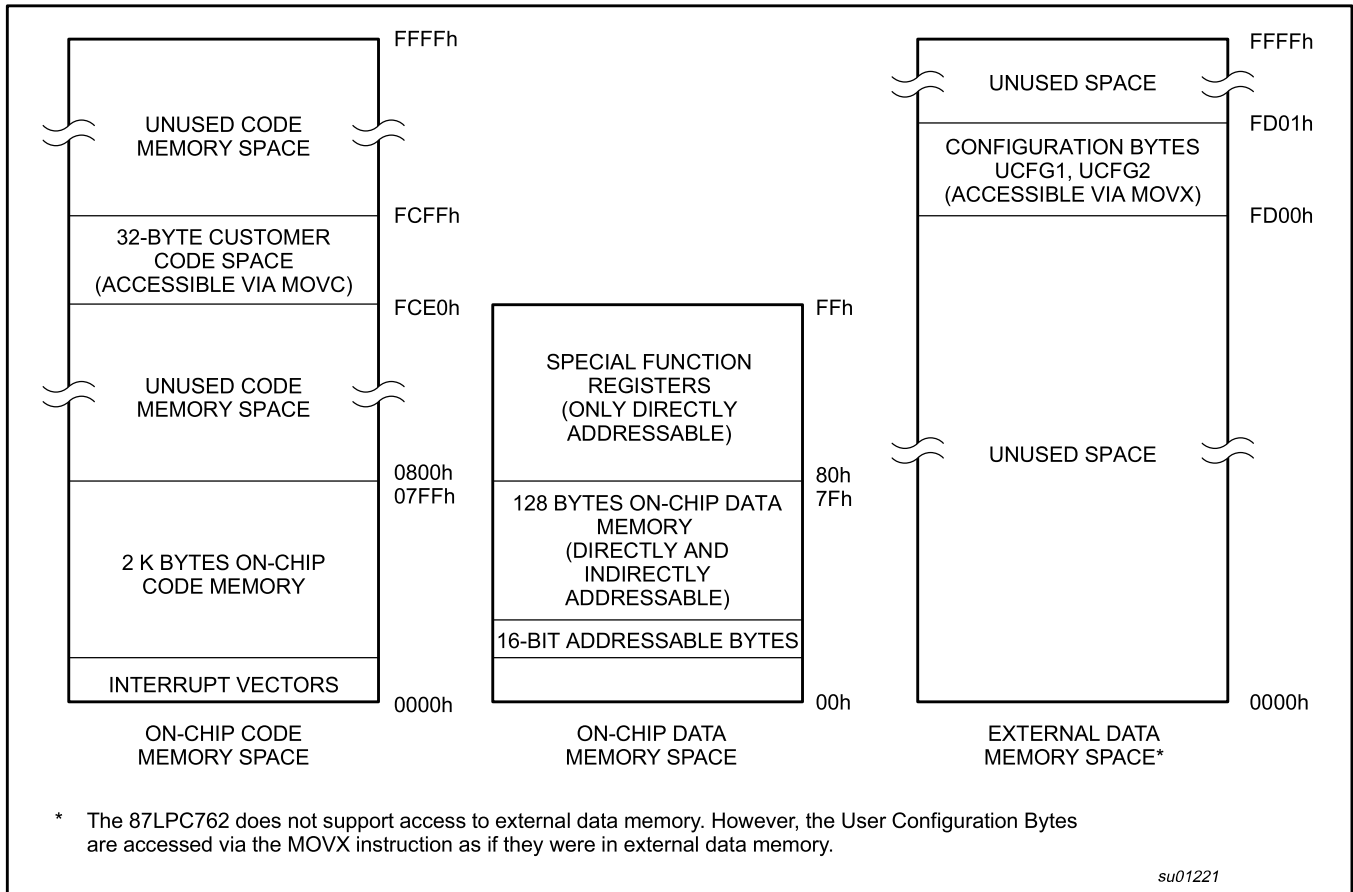 FFFFh
UNUSED CODE
MEMORY SPACE
FCFFh
32-BYTE CUSTOMER
CODE SPACE
(ACCESSIBLE VIA MOVC)
FCE0h
UNUSED CODE
MEMORY SPACE
0800h
07FFh
2 K BYTES ON-CHIP
CODE MEMORY
INTERRUPT VECTORS
0000h
ON-CHIP CODE
MEMORY SPACE
FFh
SPECIAL FUNCTION
REGISTERS
(ONLY DIRECTLY
ADDRESSABLE)
80h
7Fh
128 BYTES ON-CHIP DATA
MEMORY
(DIRECTLY AND
INDIRECTLY
ADDRESSABLE)
16-BIT ADDRESSABLE BYTES
00h
ON-CHIP DATA
MEMORY SPACE
FFFFh
UNUSED SPACE
FD01h
CONFIGURATION BYTES
UCFG1, UCFG2
(ACCESSIBLE VIA MOVX)
FD00h
UNUSED SPACE
0000h
EXTERNAL DATA
MEMORY SPACE*
* The 87LPC762 does not support access to external data memory. However, the User Configuration Bytes
are accessed via the MOVX instruction as if they were in external data memory.
su01221